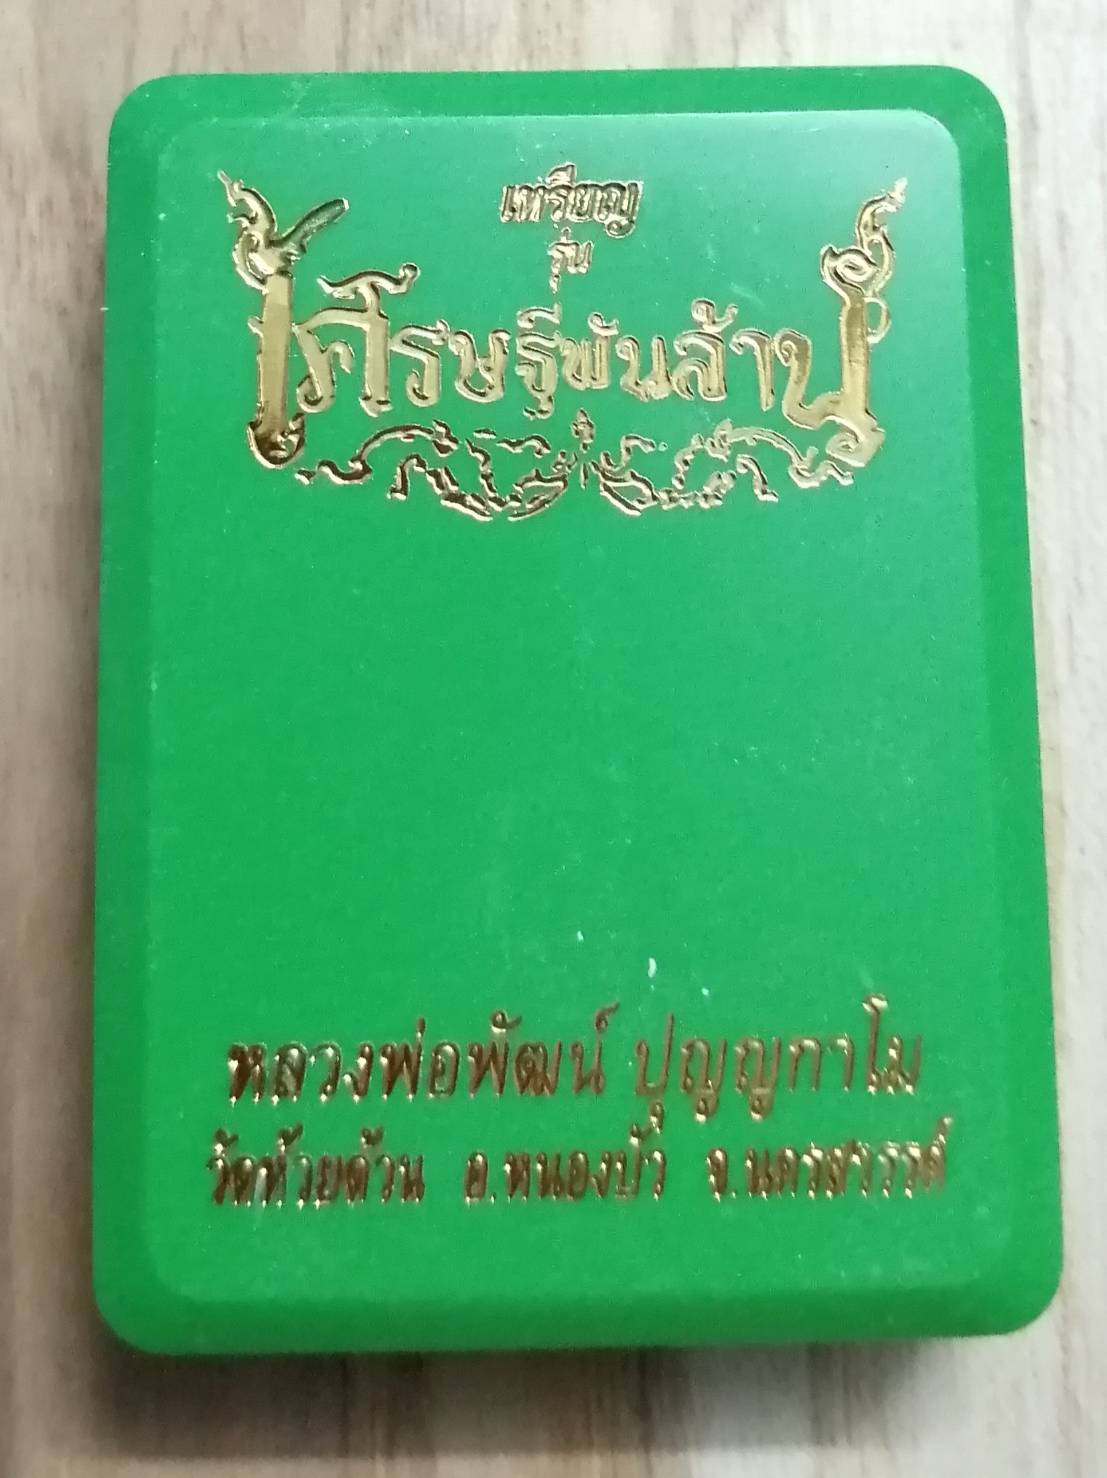 เหรียญ
รุ่น
เศรษฐีพันล้าน
หลวงพ่อพัฒน์ ปุญญกาโม
วัดห้วยด้วน อ.หนองบัว จ.นครสวรรค์